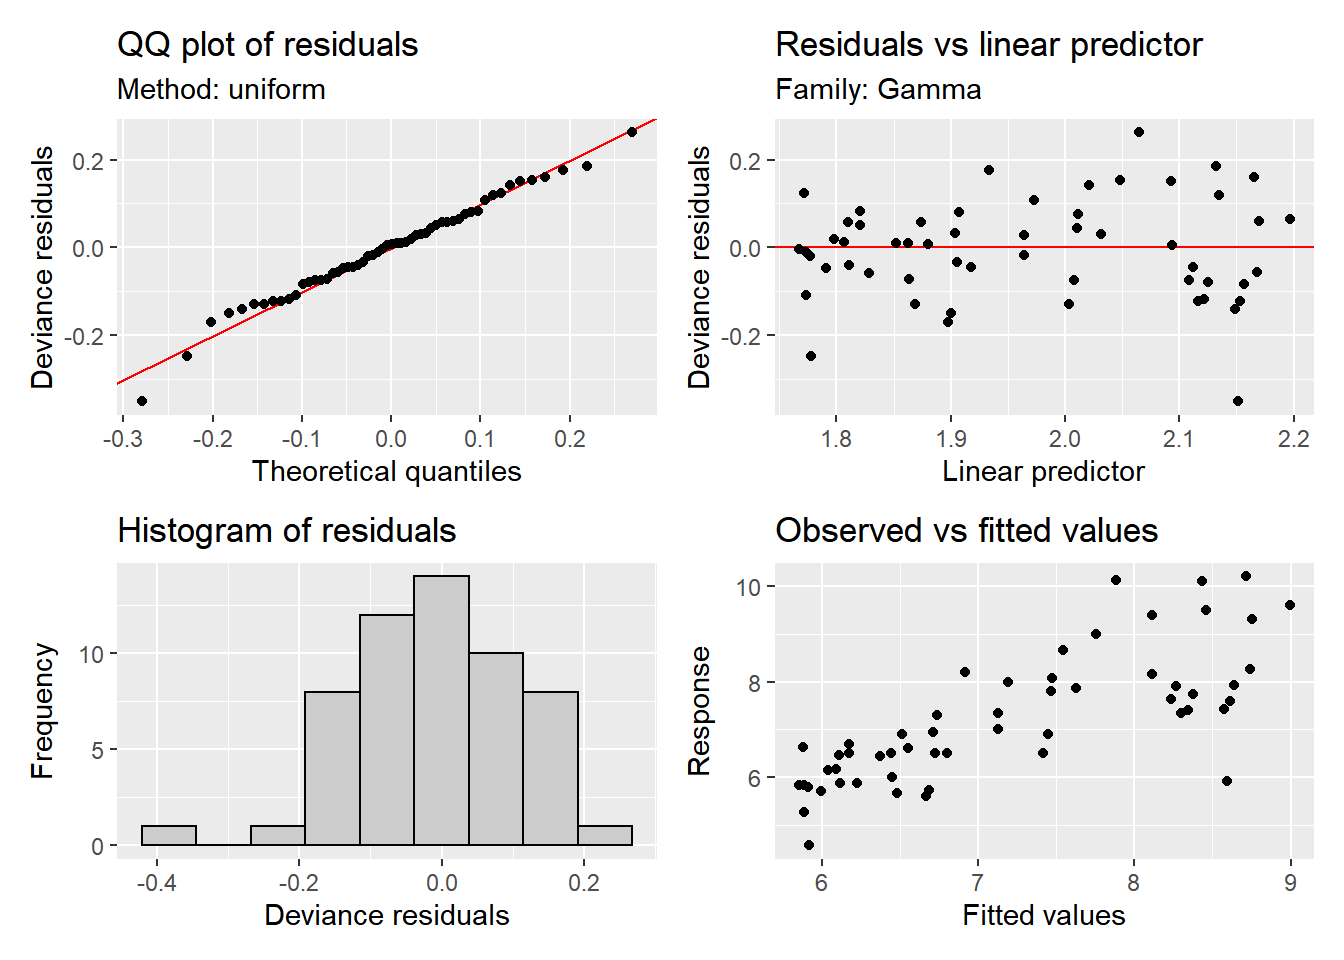 QQ plot of residuals
Method: uniform
Deviance residuals
0.2
0.0
-0.2
-0.3
-0.2
-0.1
0.0
0.1
0.2
Theoretical quantiles
Residuals vs linear predictor
Family: Gamma
Deviance residuals
0.2
0.0
-0.2
1.8
1.9
2.0
2.1
2.2
Linear predictor
Histogram of residuals
Frequency
10
5
0
-0.4
-0.2
0.0
0.2
Deviance residuals
Observed vs fitted values
Response
10
8
6
6
7
8
9
Fitted values